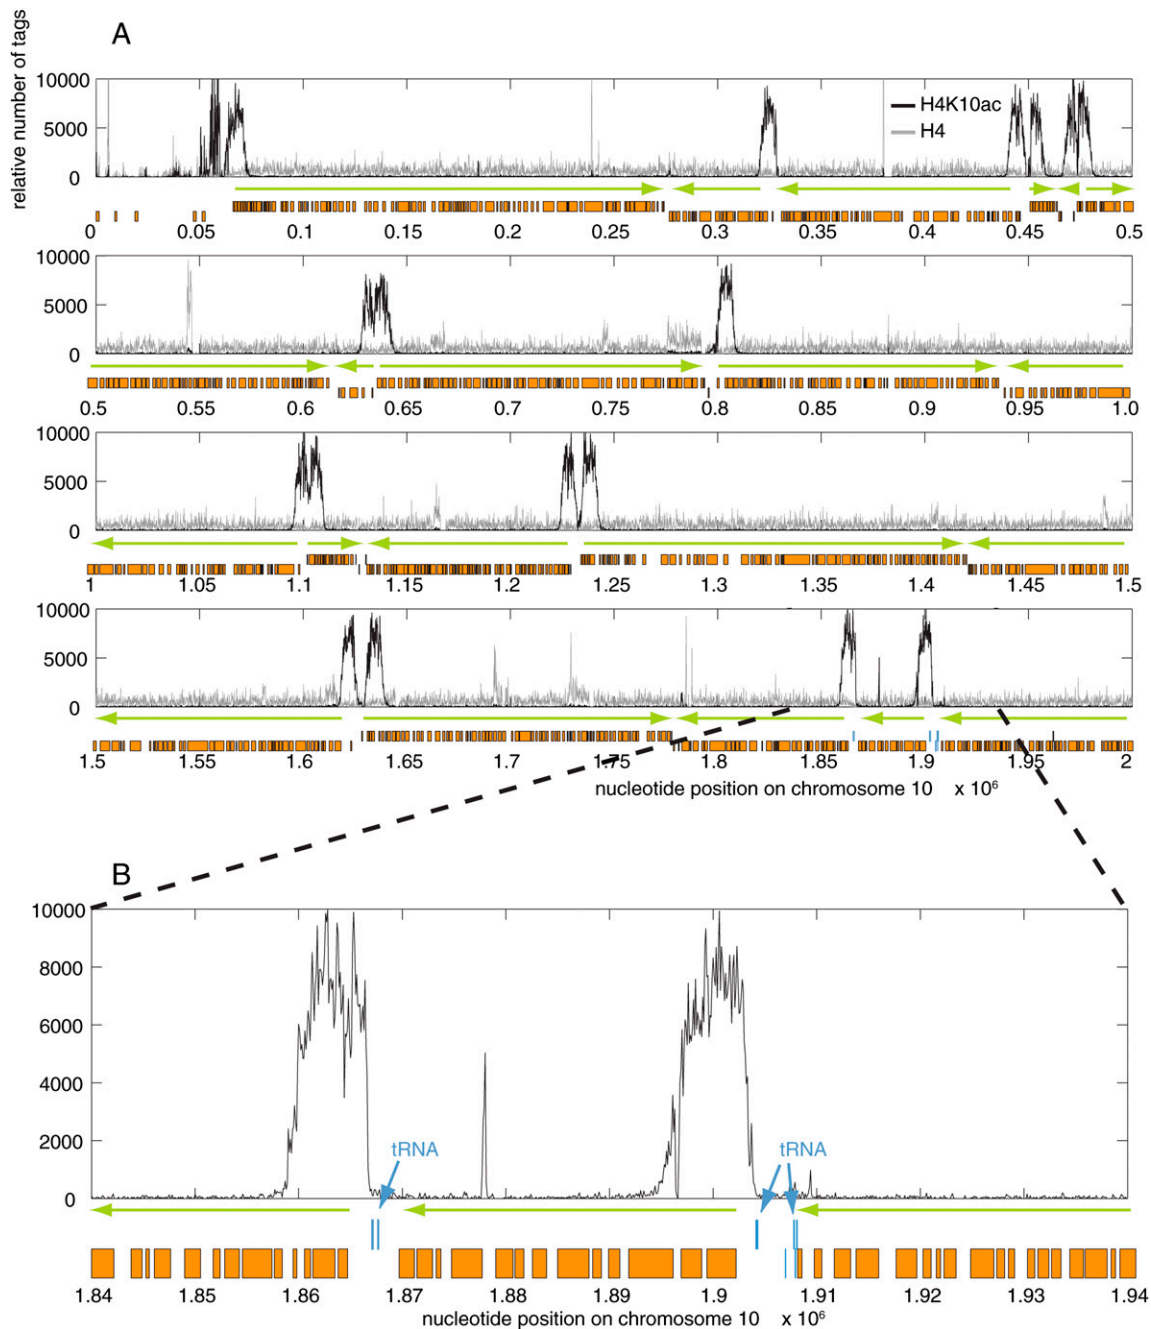 A
relative number of tags
10000
5000
0
H4K10ac
H4
0 0.05 0.1 0.15 0.2 0.25 0.3 0.35 0.4 0.45 0.5
10000
5000
0
0.5 0.55 0.6 0.65 0.7 0.75 0.8 0.85 0.9 0.95 1.0
10000
5000
0
1 1.05 1.1 1.15 1.2 1.25 1.3 1.35 1.4 1.45 1.5
10000
5000
0
1.5 1.55 1.6 1.65 1.7 1.75 1.8 1.85 1.9 1.95 2
nucleotide position on chromosome 10 x 10⁶
B
10000
8000
6000
4000
2000
0
tRNA tRNA
1.84 1.85 1.86 1.87 1.88 1.89 1.9 1.91 1.92 1.93 1.94
nucleotide position on chromosome 10 x 10⁶